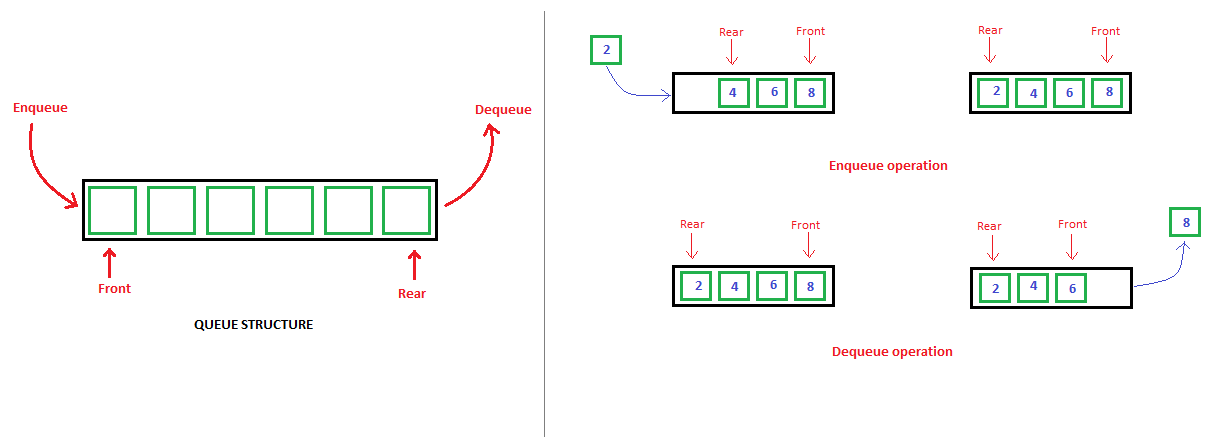 Enqueue
Dequeue
Front
Rear
QUEUE STRUCTURE
2
Rear Front
4 6 8
Rear Front
2 4 6 8
Enqueue operation
Rear Front
2 4 6 8
Rear Front
8
2 4 6
Dequeue operation